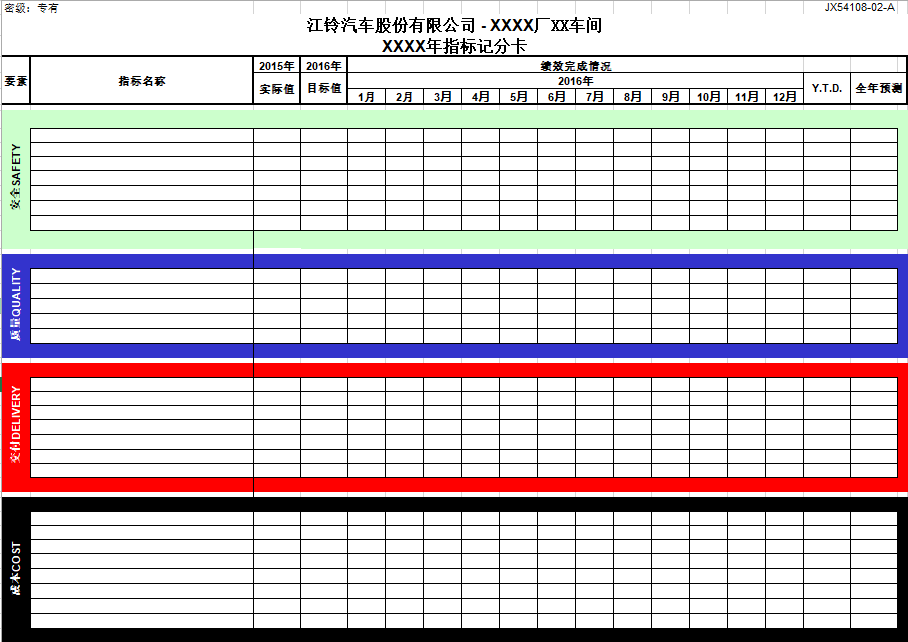 密级：专有 JX54108-02-A
江铃汽车股份有限公司 - XXXX厂XX车间
XXXX年指标记分卡
要素 指标名称 2015年 2016年 绩效完成情况
实际值 目标值 2016年 Y.T.D. 全年预测
1月 2月 3月 4月 5月 6月 7月 8月 9月 10月 11月 12月
安全SAFETY
质量QUALITY
交付DELIVERY
成本COST